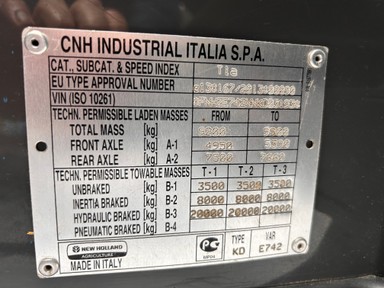 CNH INDUSTRIAL ITALIA S.P.A.
CAT., SUBCAT. & SPEED INDEX T1a
EU TYPE APPROVAL NUMBER
VIN (ISO 10261)
TECHN. PERMISSIBLE LADEN MASSES FROM TO
TOTAL MASS [kg]
FRONT AXLE [kg] A-1
REAR AXLE [kg] A-2
TECHN. PERMISSIBLE TOWABLE MASSES T-1 T-2 T-3
UNBRAKED [kg] B-1 3500 3500 3500
INERTIA BRAKED [kg] B-2 8000 8000 8000
HYDRAULIC BRAKED [kg] B-3 20000 20000 20000
PNEUMATIC BRAKED [kg] B-4
NEW HOLLAND
AGRICULTURE
MADE IN ITALY
TYPE VAR
KD E742